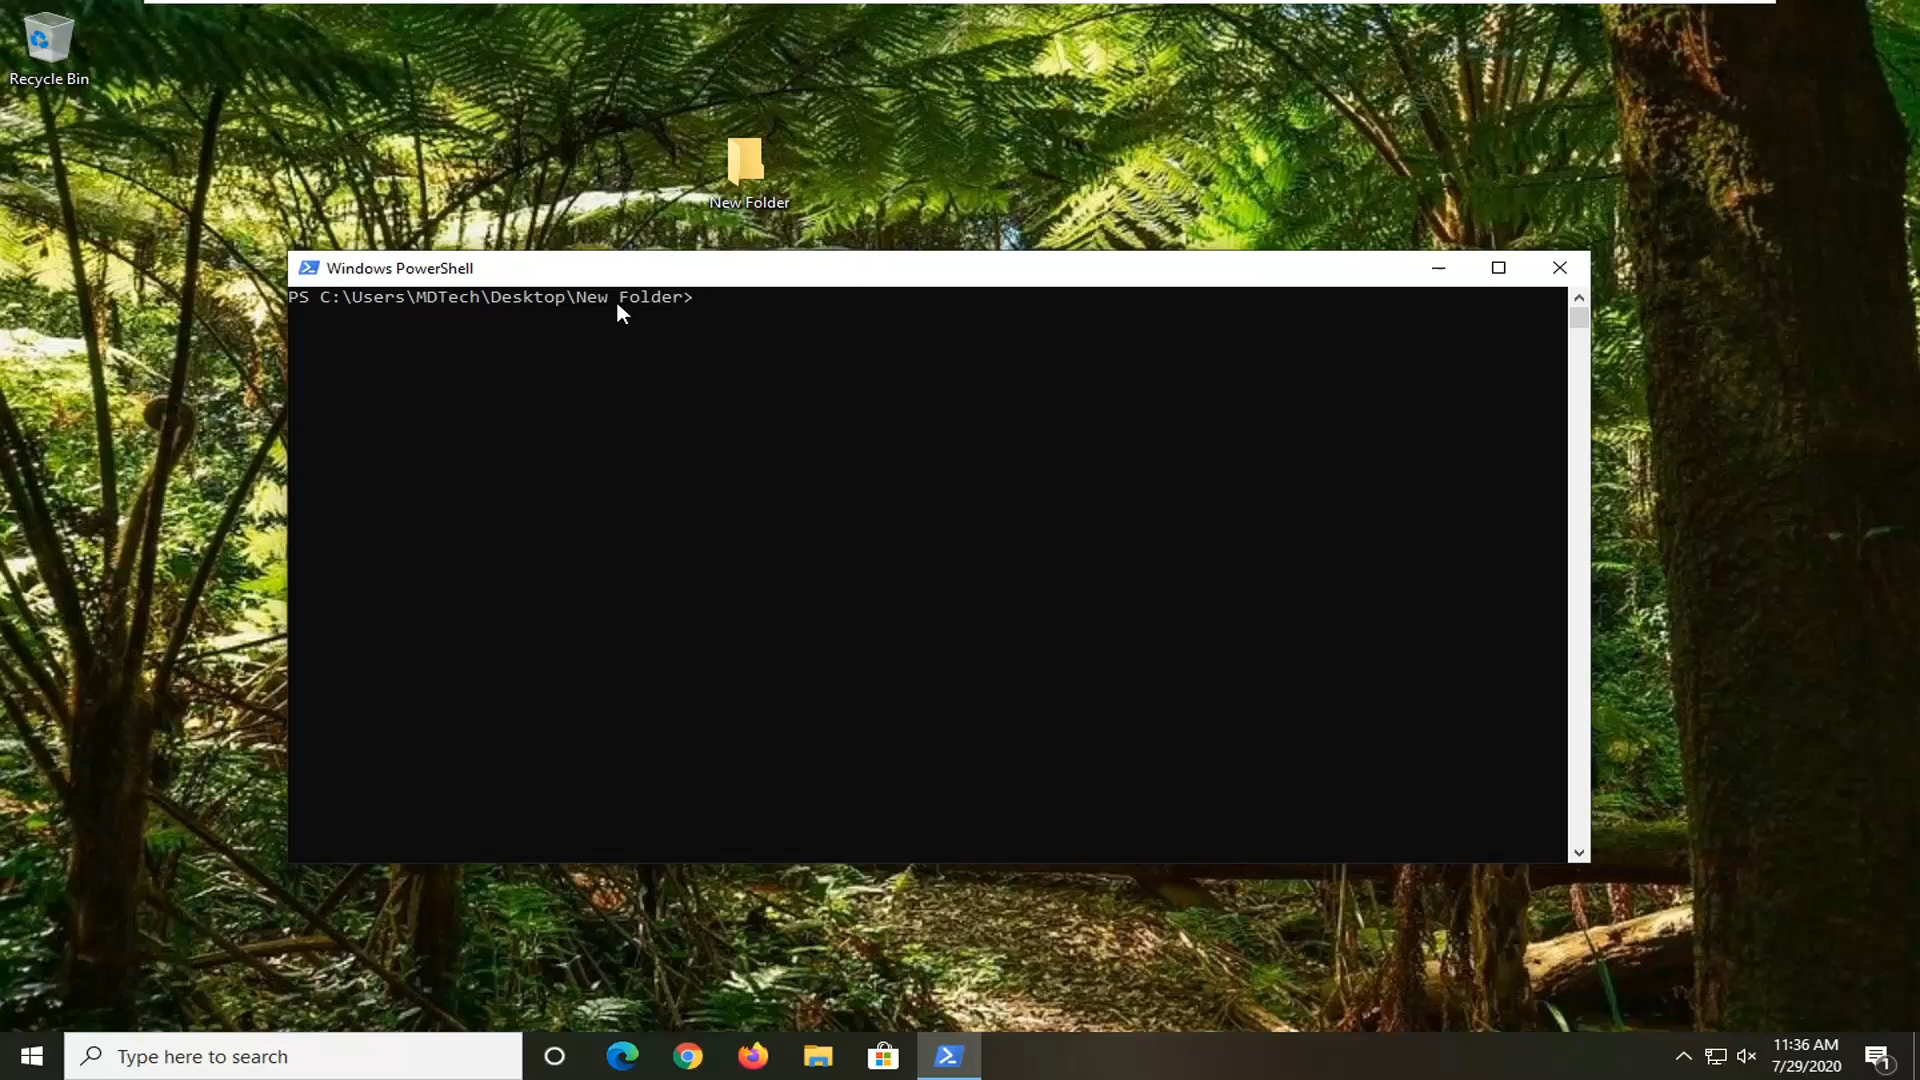 Recycle Bin
New Folder
Windows PowerShell
PS C:\Users\MDTech\Desktop\New Folder>
Type here to search
11:36 AM
7/29/2020
1